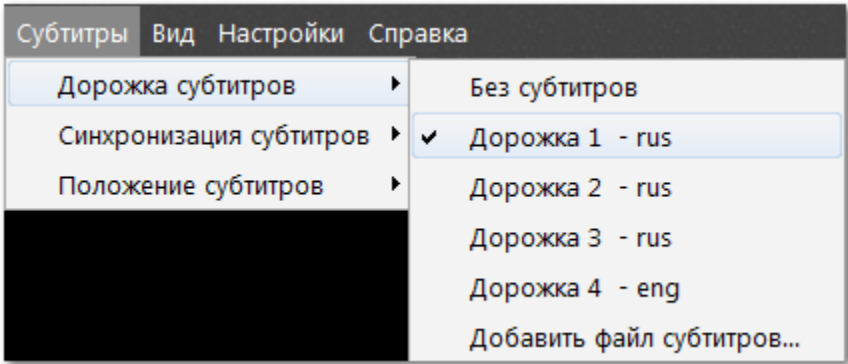 Субтитры Вид Настройки Справка
Дорожка субтитров
Синхронизация субтитров
Положение субтитров
Без субтитров
Дорожка 1 - rus
Дорожка 2 - rus
Дорожка 3 - rus
Дорожка 4 - eng
Добавить файл субтитров...